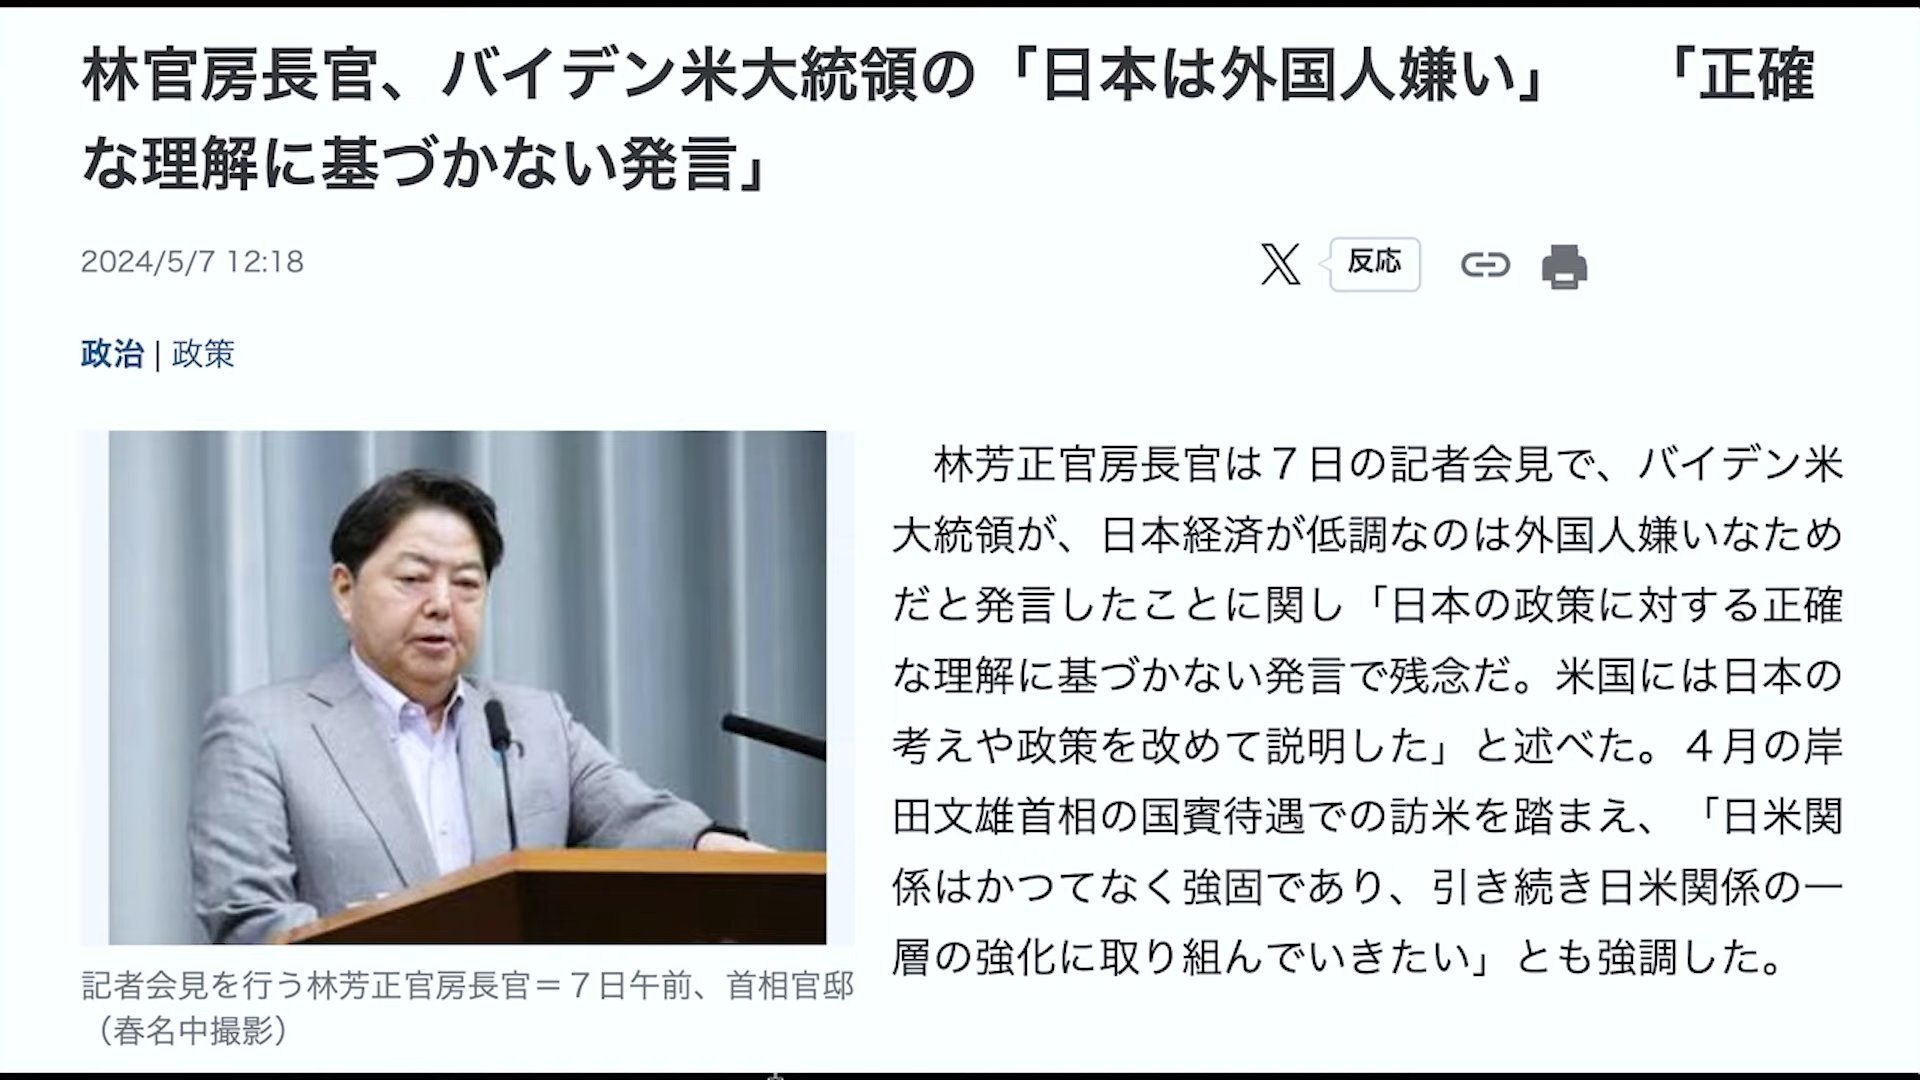 林官房長官、バイデン米大統領の「日本は外国人嫌い」　「正確
な理解に基づかない発言」
2024/5/7 12:18
反応
政治 | 政策
林芳正官房長官は７日の記者会見で、バイデン米
大統領が、日本経済が低調なのは外国人嫌いなため
だと発言したことに関し「日本の政策に対する正確
な理解に基づかない発言で残念だ。米国には日本の
考えや政策を改めて説明した」と述べた。４月の岸
田文雄首相の国賓待遇での訪米を踏まえ、「日米関
係はかつてなく強固であり、引き続き日米関係の一
層の強化に取り組んでいきたい」とも強調した。
記者会見を行う林芳正官房長官＝７日午前、首相官邸
（春名中撮影）